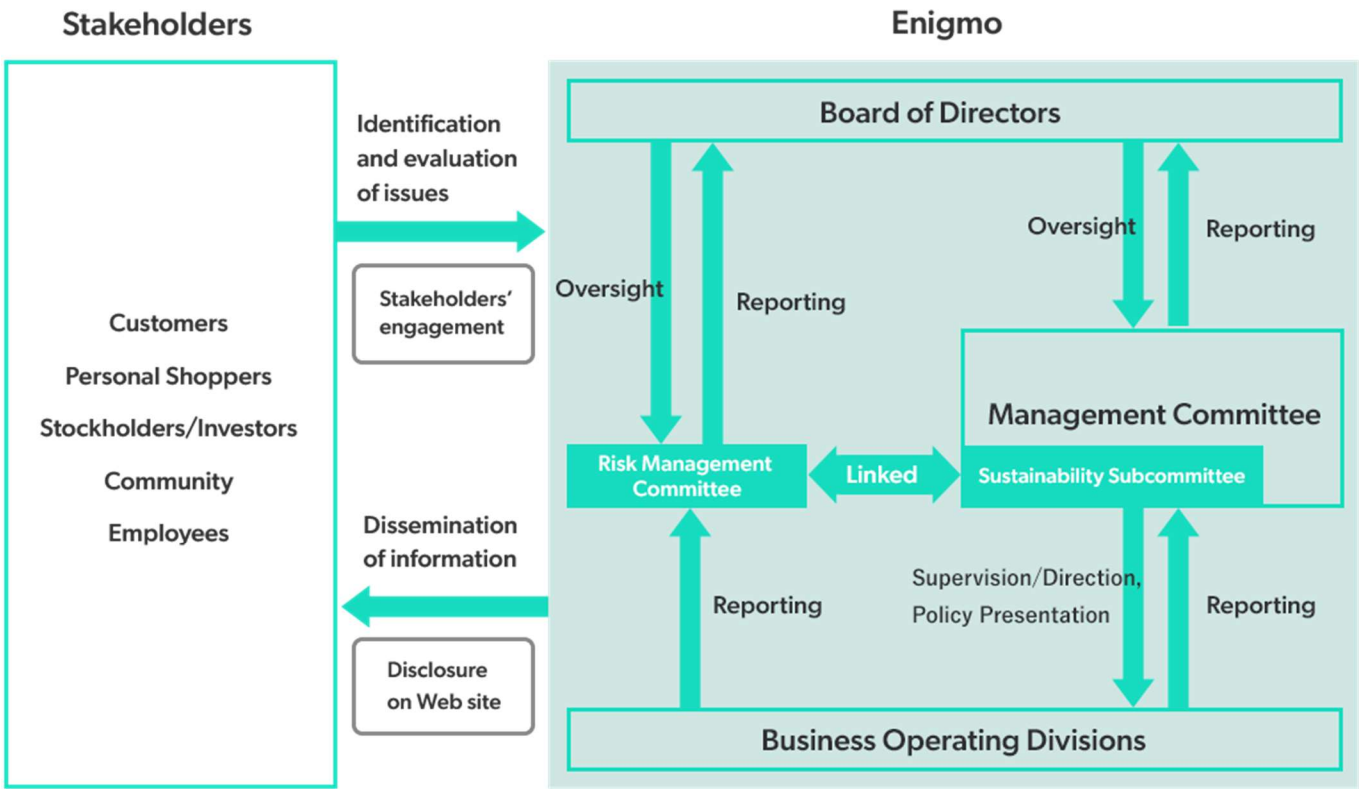 Stakeholders
Enigmo
Customers
Personal Shoppers
Stockholders/Investors
Community
Employees
Identification
and evaluation
of issues
Stakeholders’
engagement
Dissemination
of information
Disclosure
on Web site
Board of Directors
Oversight
Reporting
Oversight
Reporting
Management Committee
Risk Management
Committee
Linked
Sustainability Subcommittee
Reporting
Supervision/Direction,
Policy Presentation
Reporting
Business Operating Divisions